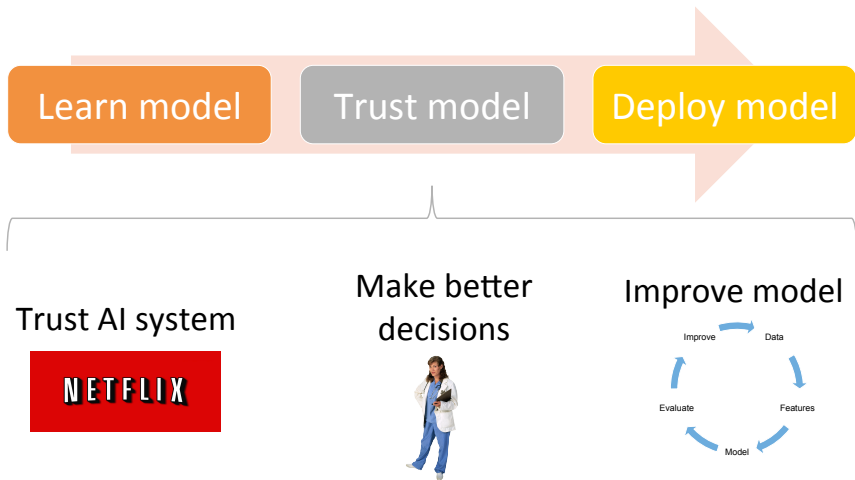 Learn model
Trust model
Deploy model
Trust AI system
NETFLIX
Make better
decisions
Improve model
Improve
Data
Evaluate
Features
Model